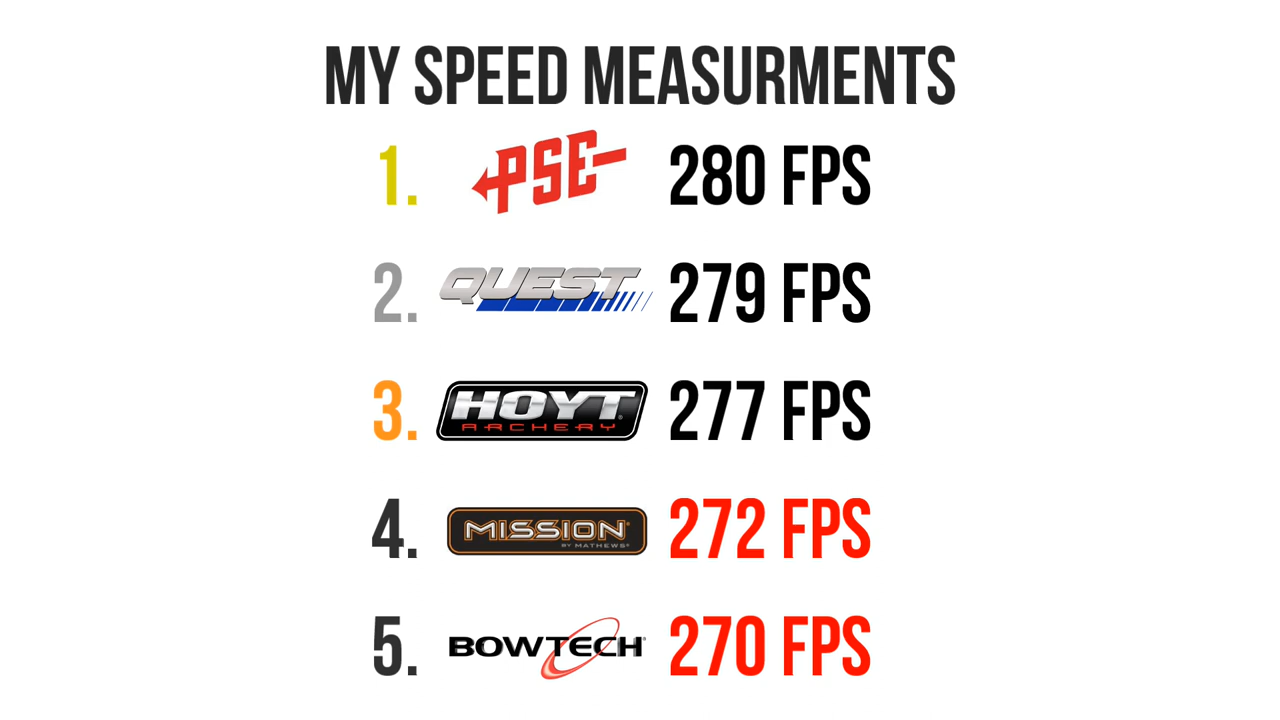 MY SPEED MEASURMENTS
1. PSE 280 FPS
2. QUEST 279 FPS
3. HOYT ARCHERY 277 FPS
4. MISSION BY MATHEWS 272 FPS
5. BOWTECH 270 FPS